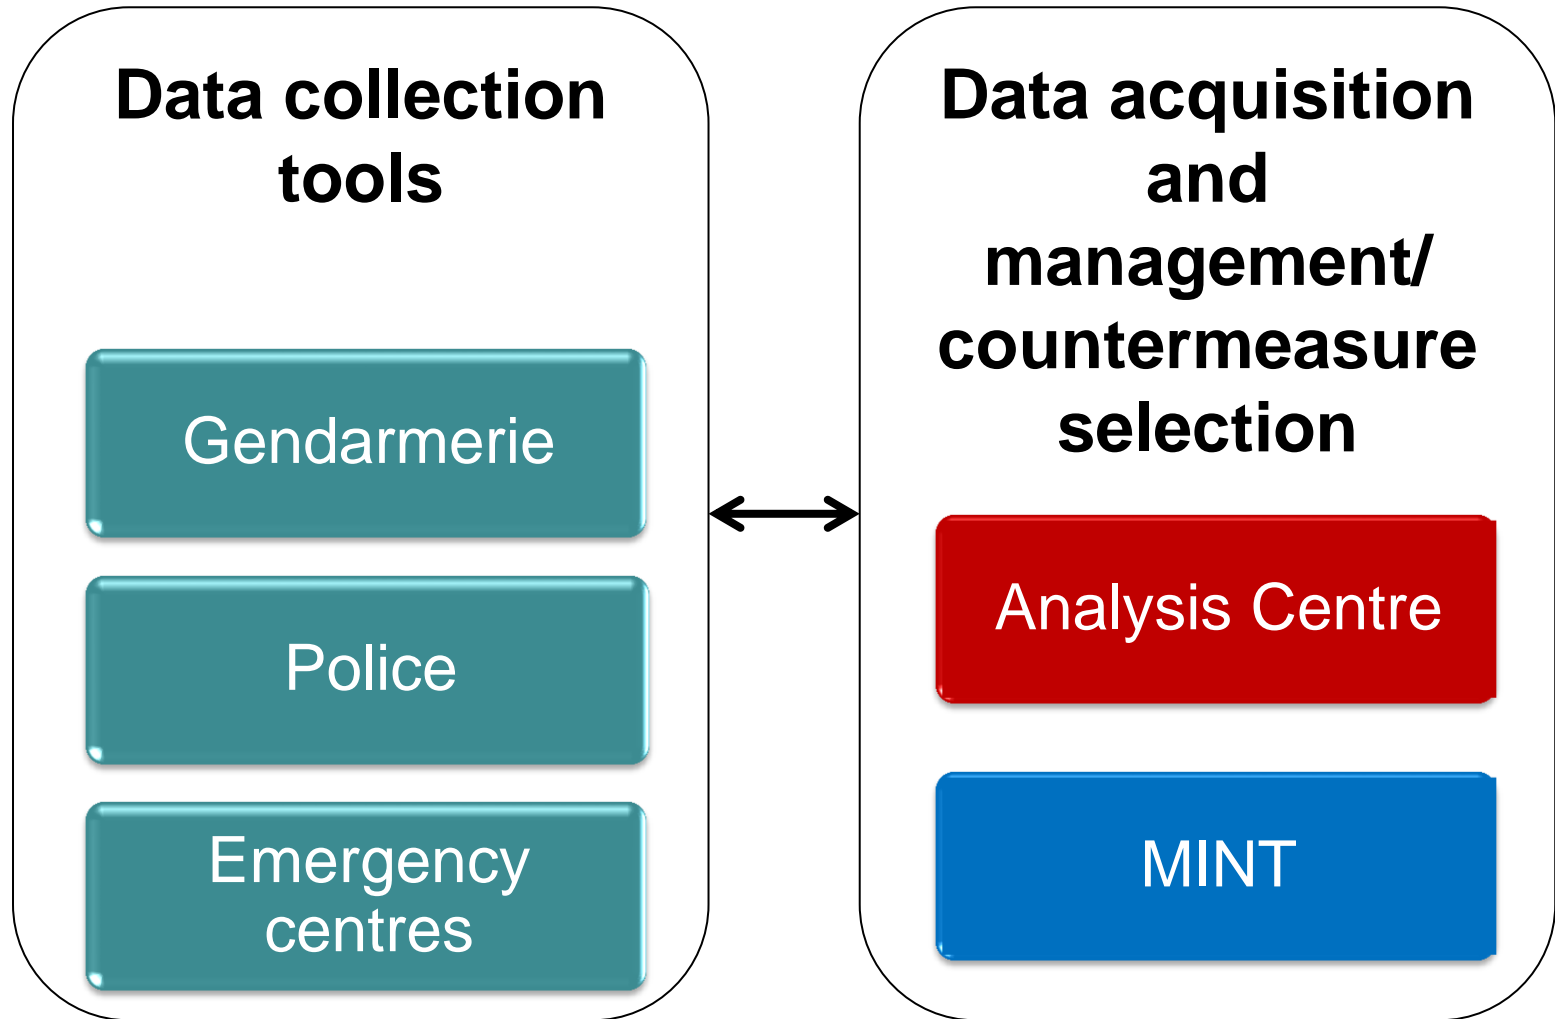 Data collection
tools
Gendarmerie
Police
Emergency
centres
Data acquisition
and
management/
countermeasure
selection
Analysis Centre
MINT